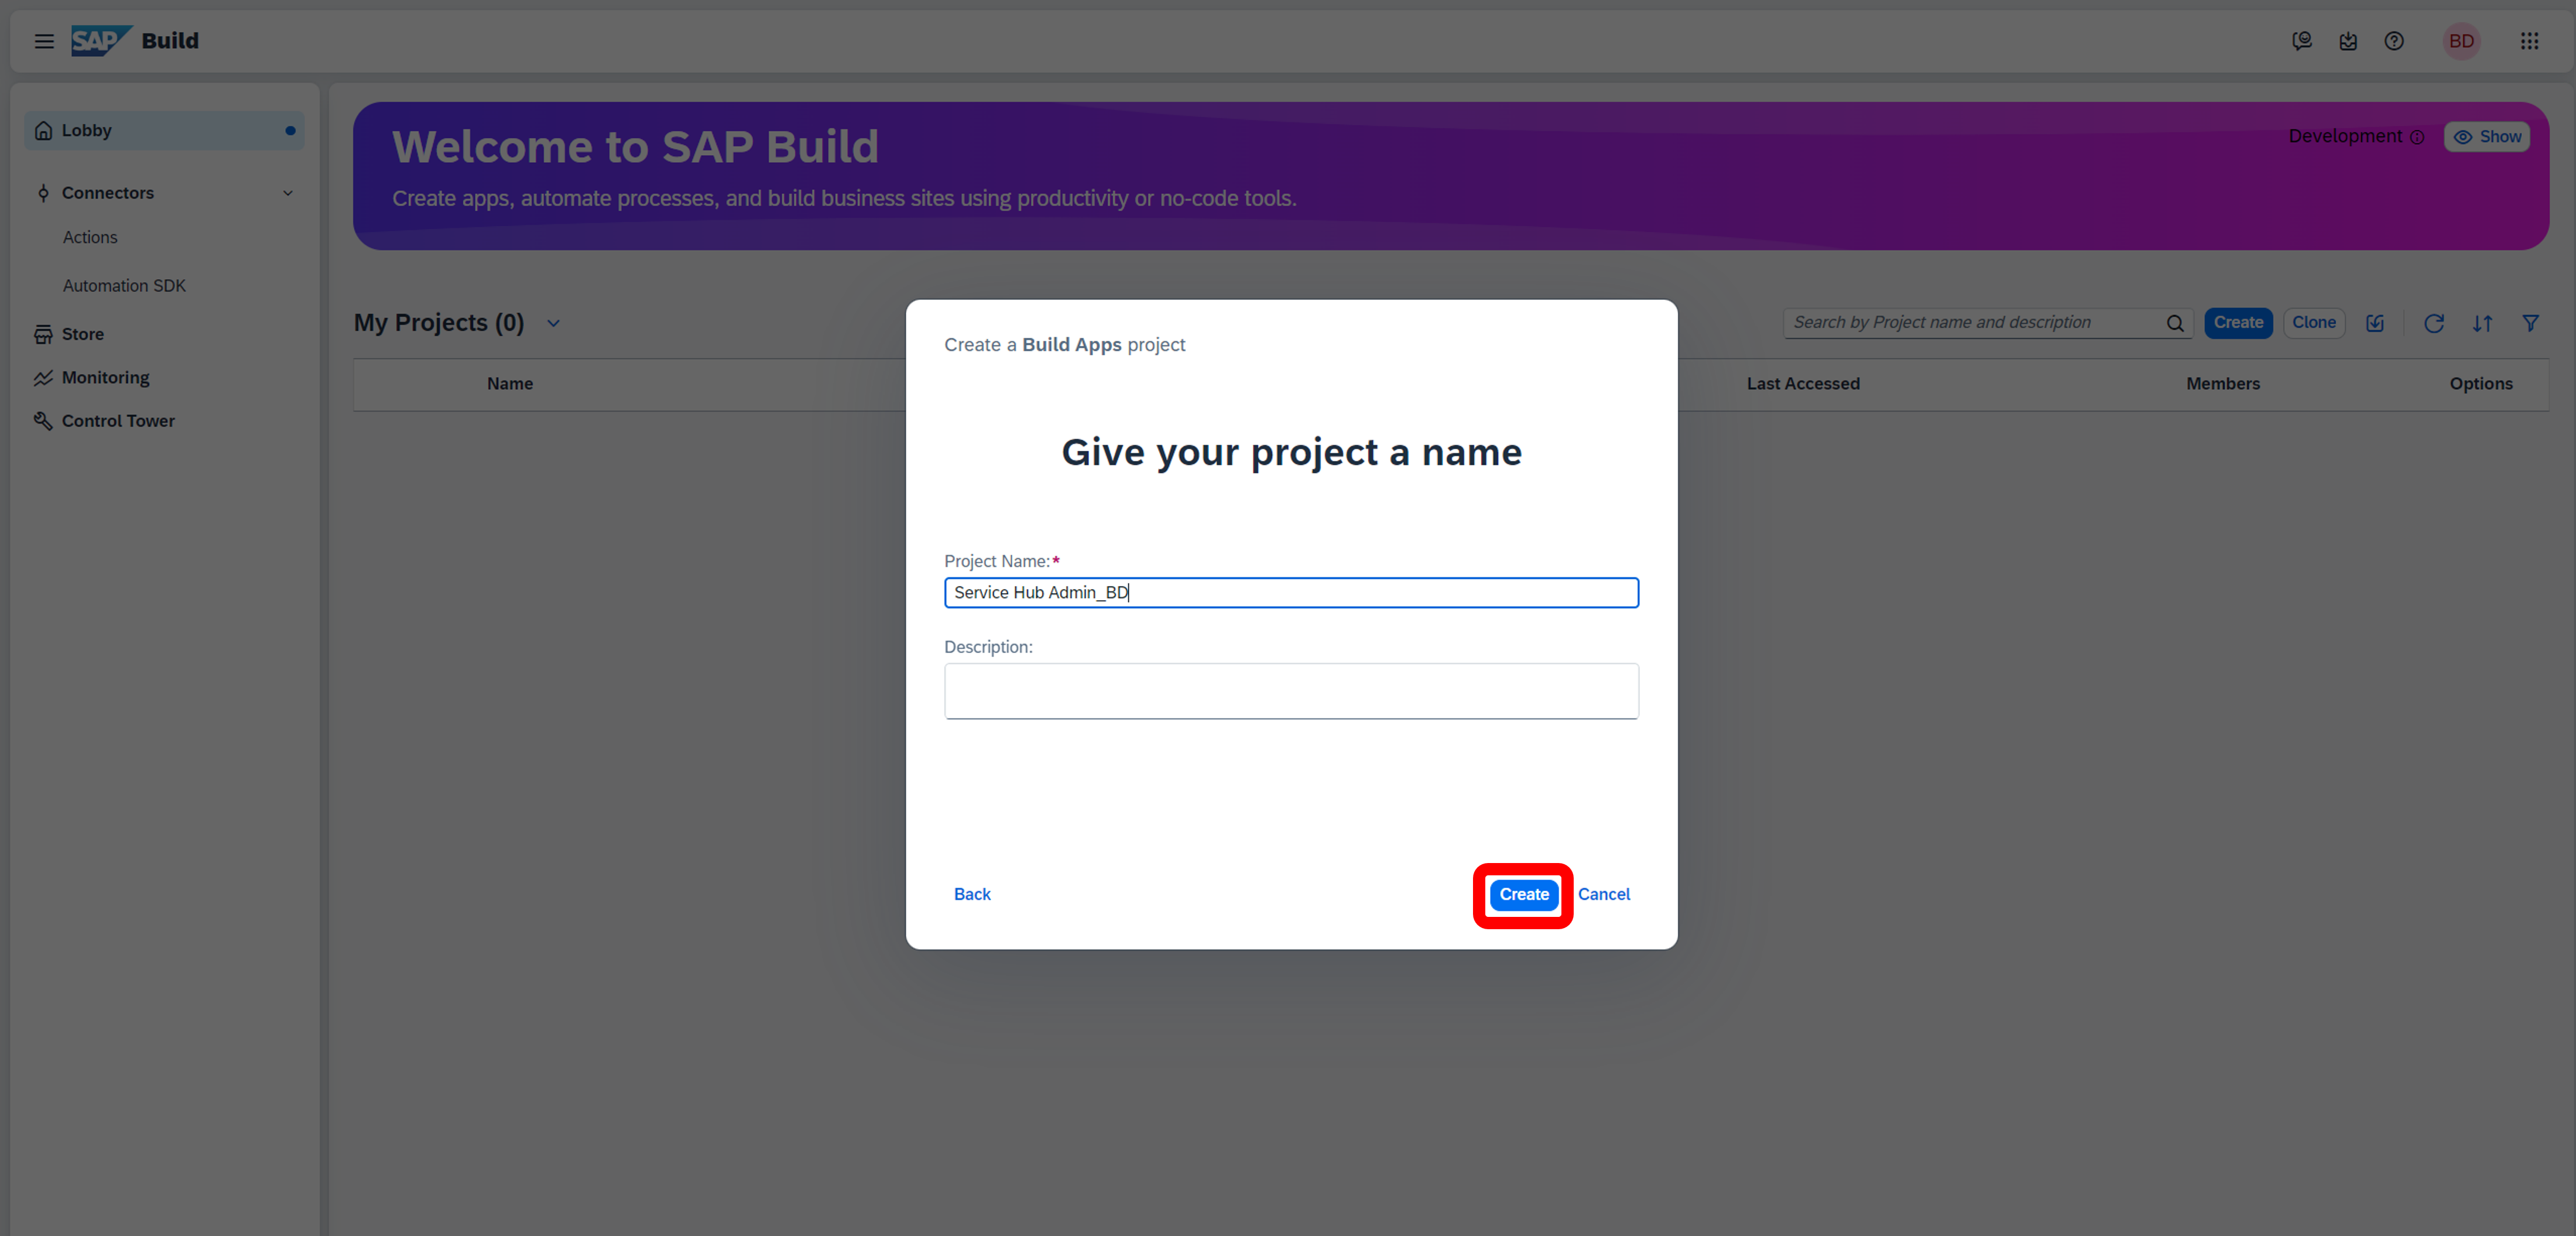 SAP Build
BD
Lobby
Connectors
Actions
Automation SDK
Store
Monitoring
Control Tower
Welcome to SAP Build
Create apps, automate processes, and build business sites using productivity or no-code tools.
Development
Show
My Projects (0)
Search by Project name and description
Create
Clone
Name
Last Accessed
Members
Options
Create a Build Apps project
Give your project a name
Project Name:*
Service Hub Admin_BD
Description:
Back
Create
Cancel